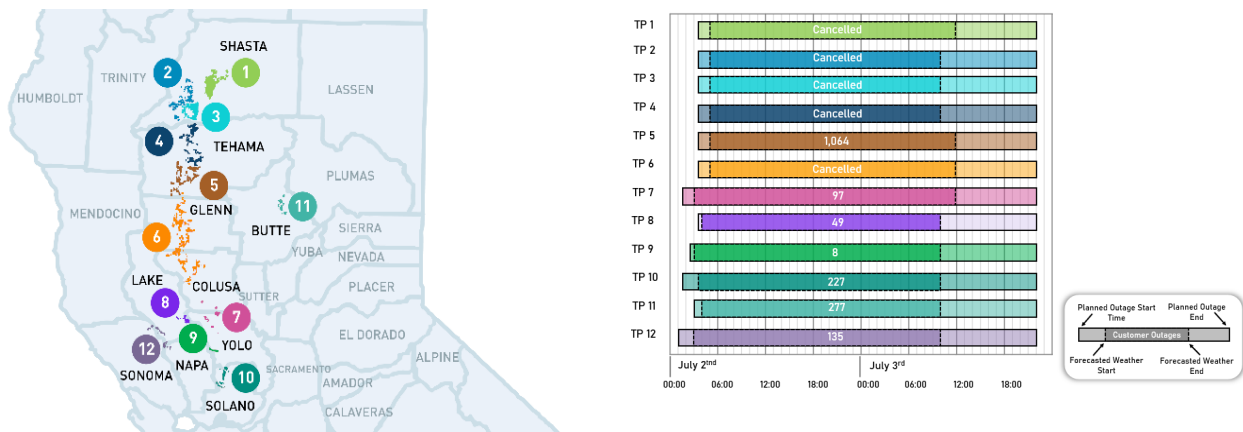 SHASTA
2
1
TRINITY
HUMBOLDT
LASSEN
3
4
TEHAMA
PLUMAS
5
11
MENDOCINO
GLENN
BUTTE
SIERRA
6
YUBA
NEVADA
LAKE
COLUSA
PLACER
8
SUTTER
7
9
YOLO
EL DORADO
12
NAPA
ALPINE
SONOMA
SACRAMENTO
10
AMADOR
SOLANO
CALAVERAS
TP 1
Cancelled
TP 2
Cancelled
TP 3
Cancelled
TP 4
Cancelled
TP 5
1,064
TP 6
Cancelled
TP 7
97
TP 8
49
TP 9
8
TP 10
227
TP 11
277
TP 12
135
July 2tnd
July 3rd
00:00 06:00 12:00 18:00 00:00 06:00 12:00 18:00
Planned Outage Start Time
Planned Outage End
Customer Outages
Forecasted Weather Start
Forecasted Weather End